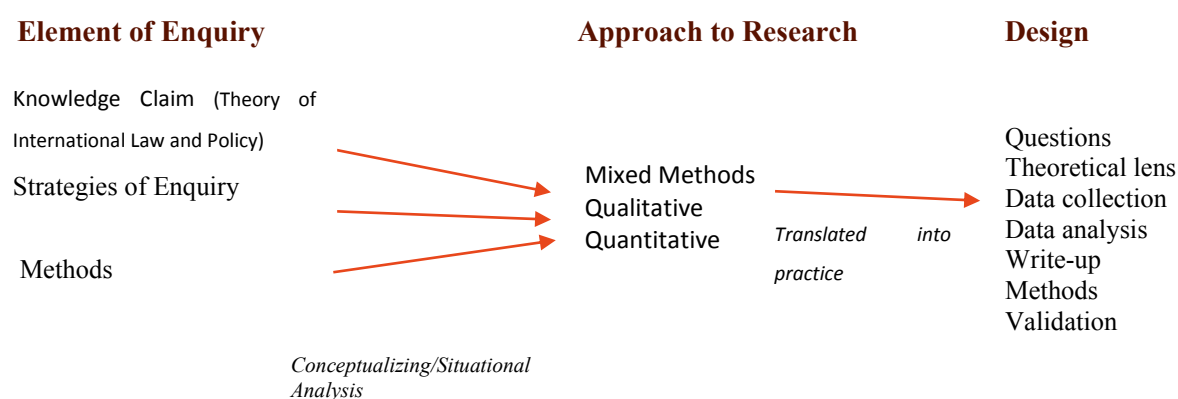 Element of Enquiry
Approach to Research
Design
Knowledge Claim (Theory of
International Law and Policy)
Strategies of Enquiry
Methods
Conceptualizing/Situational
Analysis
Mixed Methods
Qualitative
Quantitative
Translated into
practice
Questions
Theoretical lens
Data collection
Data analysis
Write-up
Methods
Validation